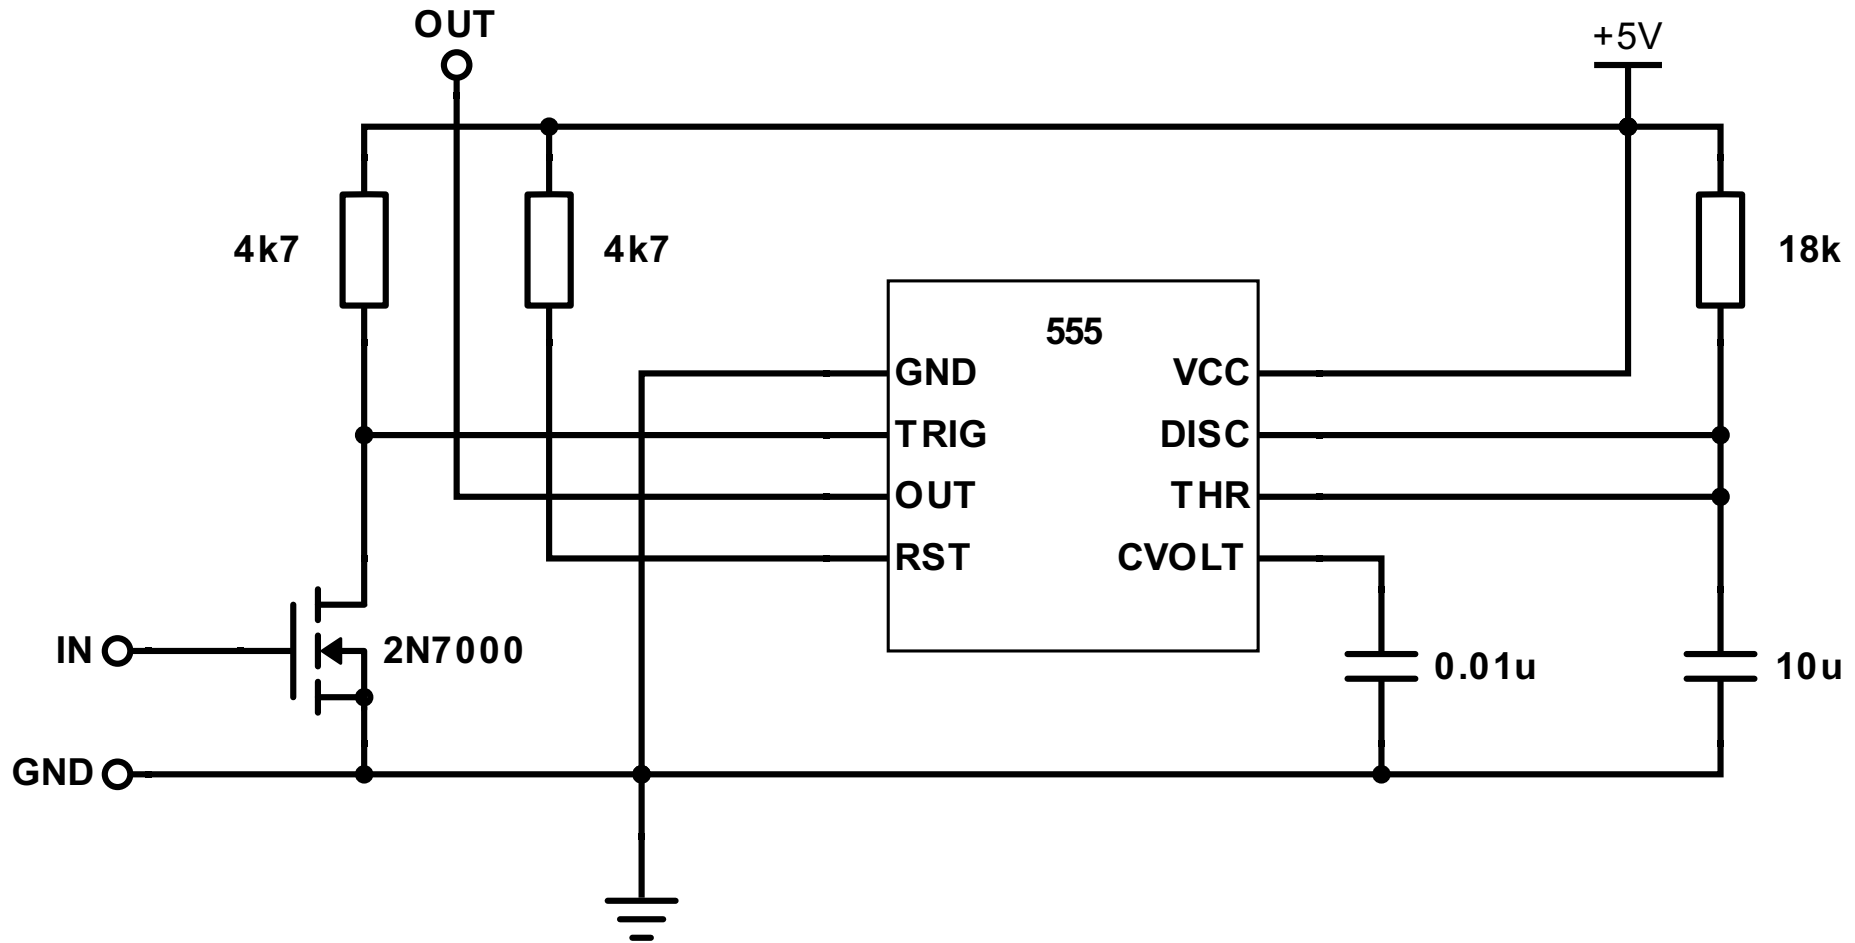 OUT
+5V
4k7
4k7
18k
555
GND
VCC
TRIG
DISC
OUT
THR
RST
CVOLT
IN
2N7000
0.01u
10u
GND